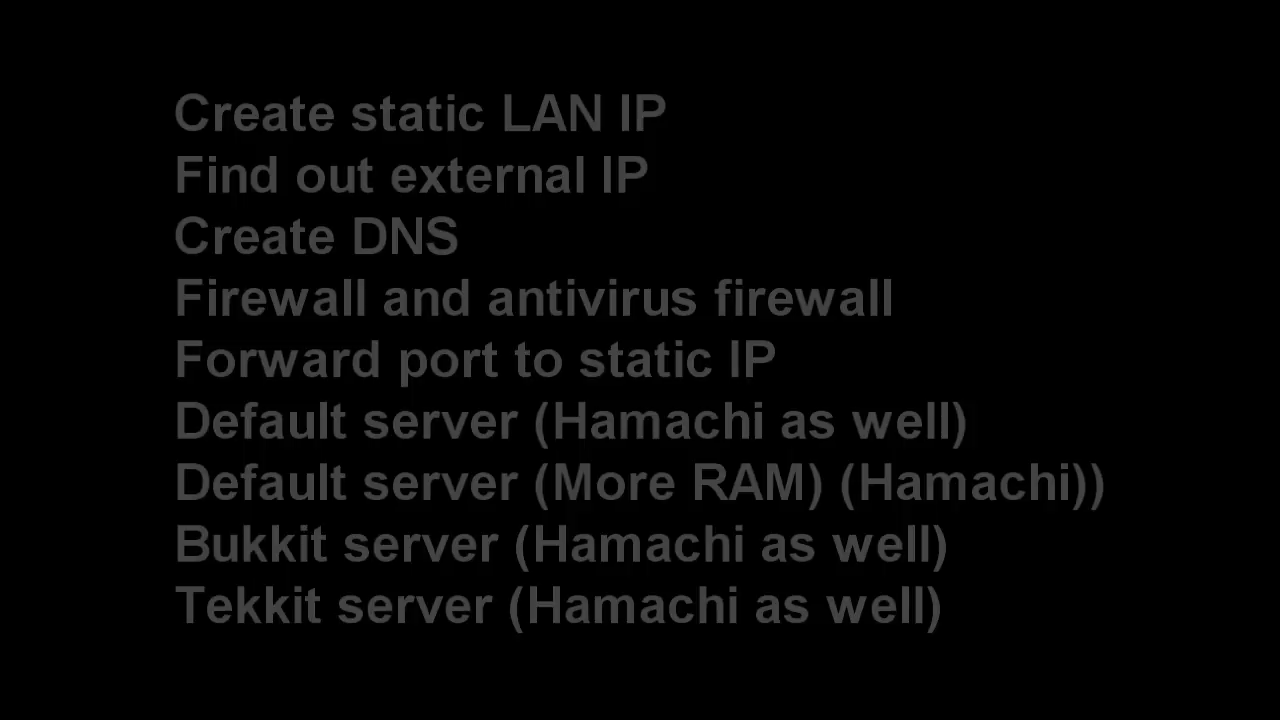 Create static LAN IP
Find out external IP
Create DNS
Firewall and antivirus firewall
Forward port to static IP
Default server (Hamachi as well)
Default server (More RAM) (Hamachi))
Bukkit server (Hamachi as well)
Tekkit server (Hamachi as well)